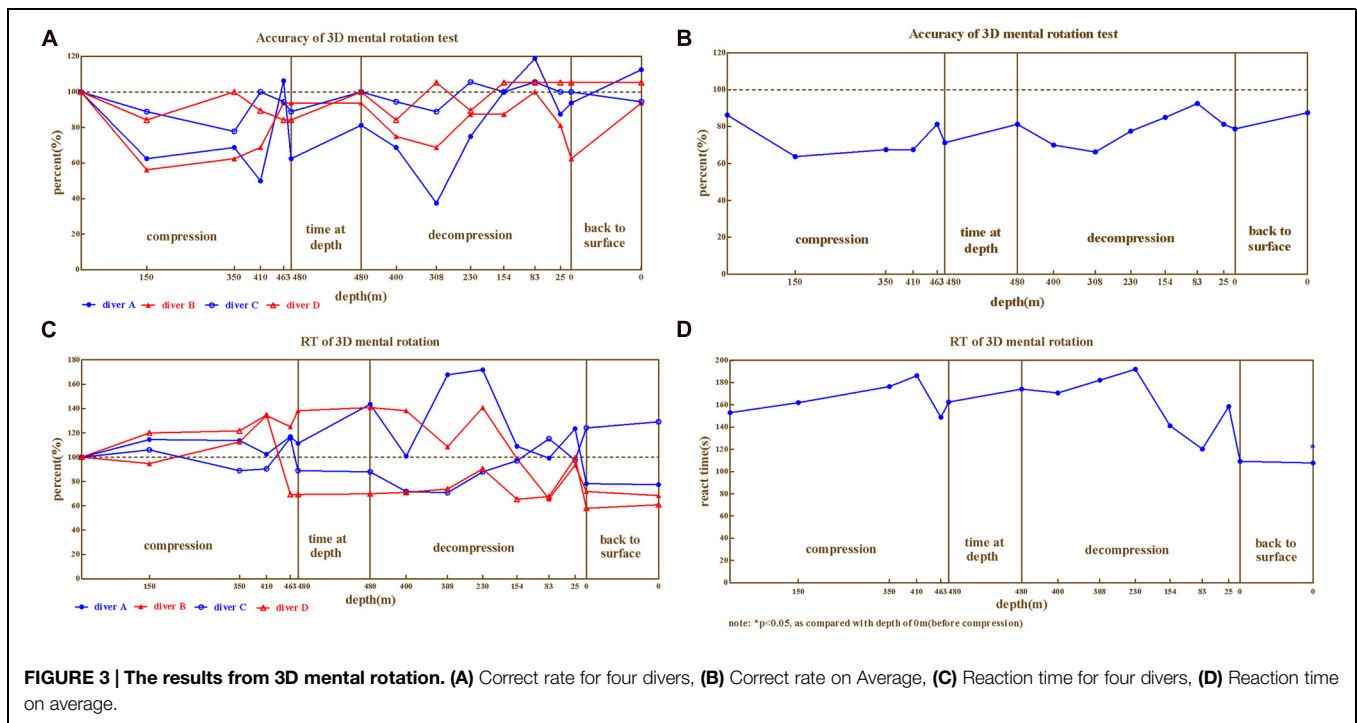 A
Accuracy of 3D mental rotation test
percent(%)
120
100
80
60
40
20
0
compression
time at
depth
decompression
back to
surface
150 350 410 463 480 480 400 308 230 154 83 25 0 0
depth(m)
diver A diver B diver C diver D
B
Accuracy of 3D mental rotation test
percent(%)
120
100
80
60
40
20
0
compression
time at
depth
decompression
back to
surface
150 350 410 463 480 480 400 308 230 154 83 25 0 0
depth(m)
C
RT of 3D mental rotation
percent(%)
180
160
140
120
100
80
60
40
20
0
compression
time at
depth
decompression
back to
surface
150 350 410 463 480 480 400 308 230 154 83 25 0 0
depth(m)
diver A diver B diver C diver D
D
RT of 3D mental rotation
react time(s)
200
180
160
140
120
100
80
60
40
20
0
*
compression
time at
depth
decompression
back to
surface
150 350 410 463 480 480 400 308 230 154 83 25 0 0
depth(m)
note: *p<0.05, as compared with depth of 0m(before compression)
FIGURE 3 | The results from 3D mental rotation. (A) Correct rate for four divers, (B) Correct rate on Average, (C) Reaction time for four divers, (D) Reaction time
on average.